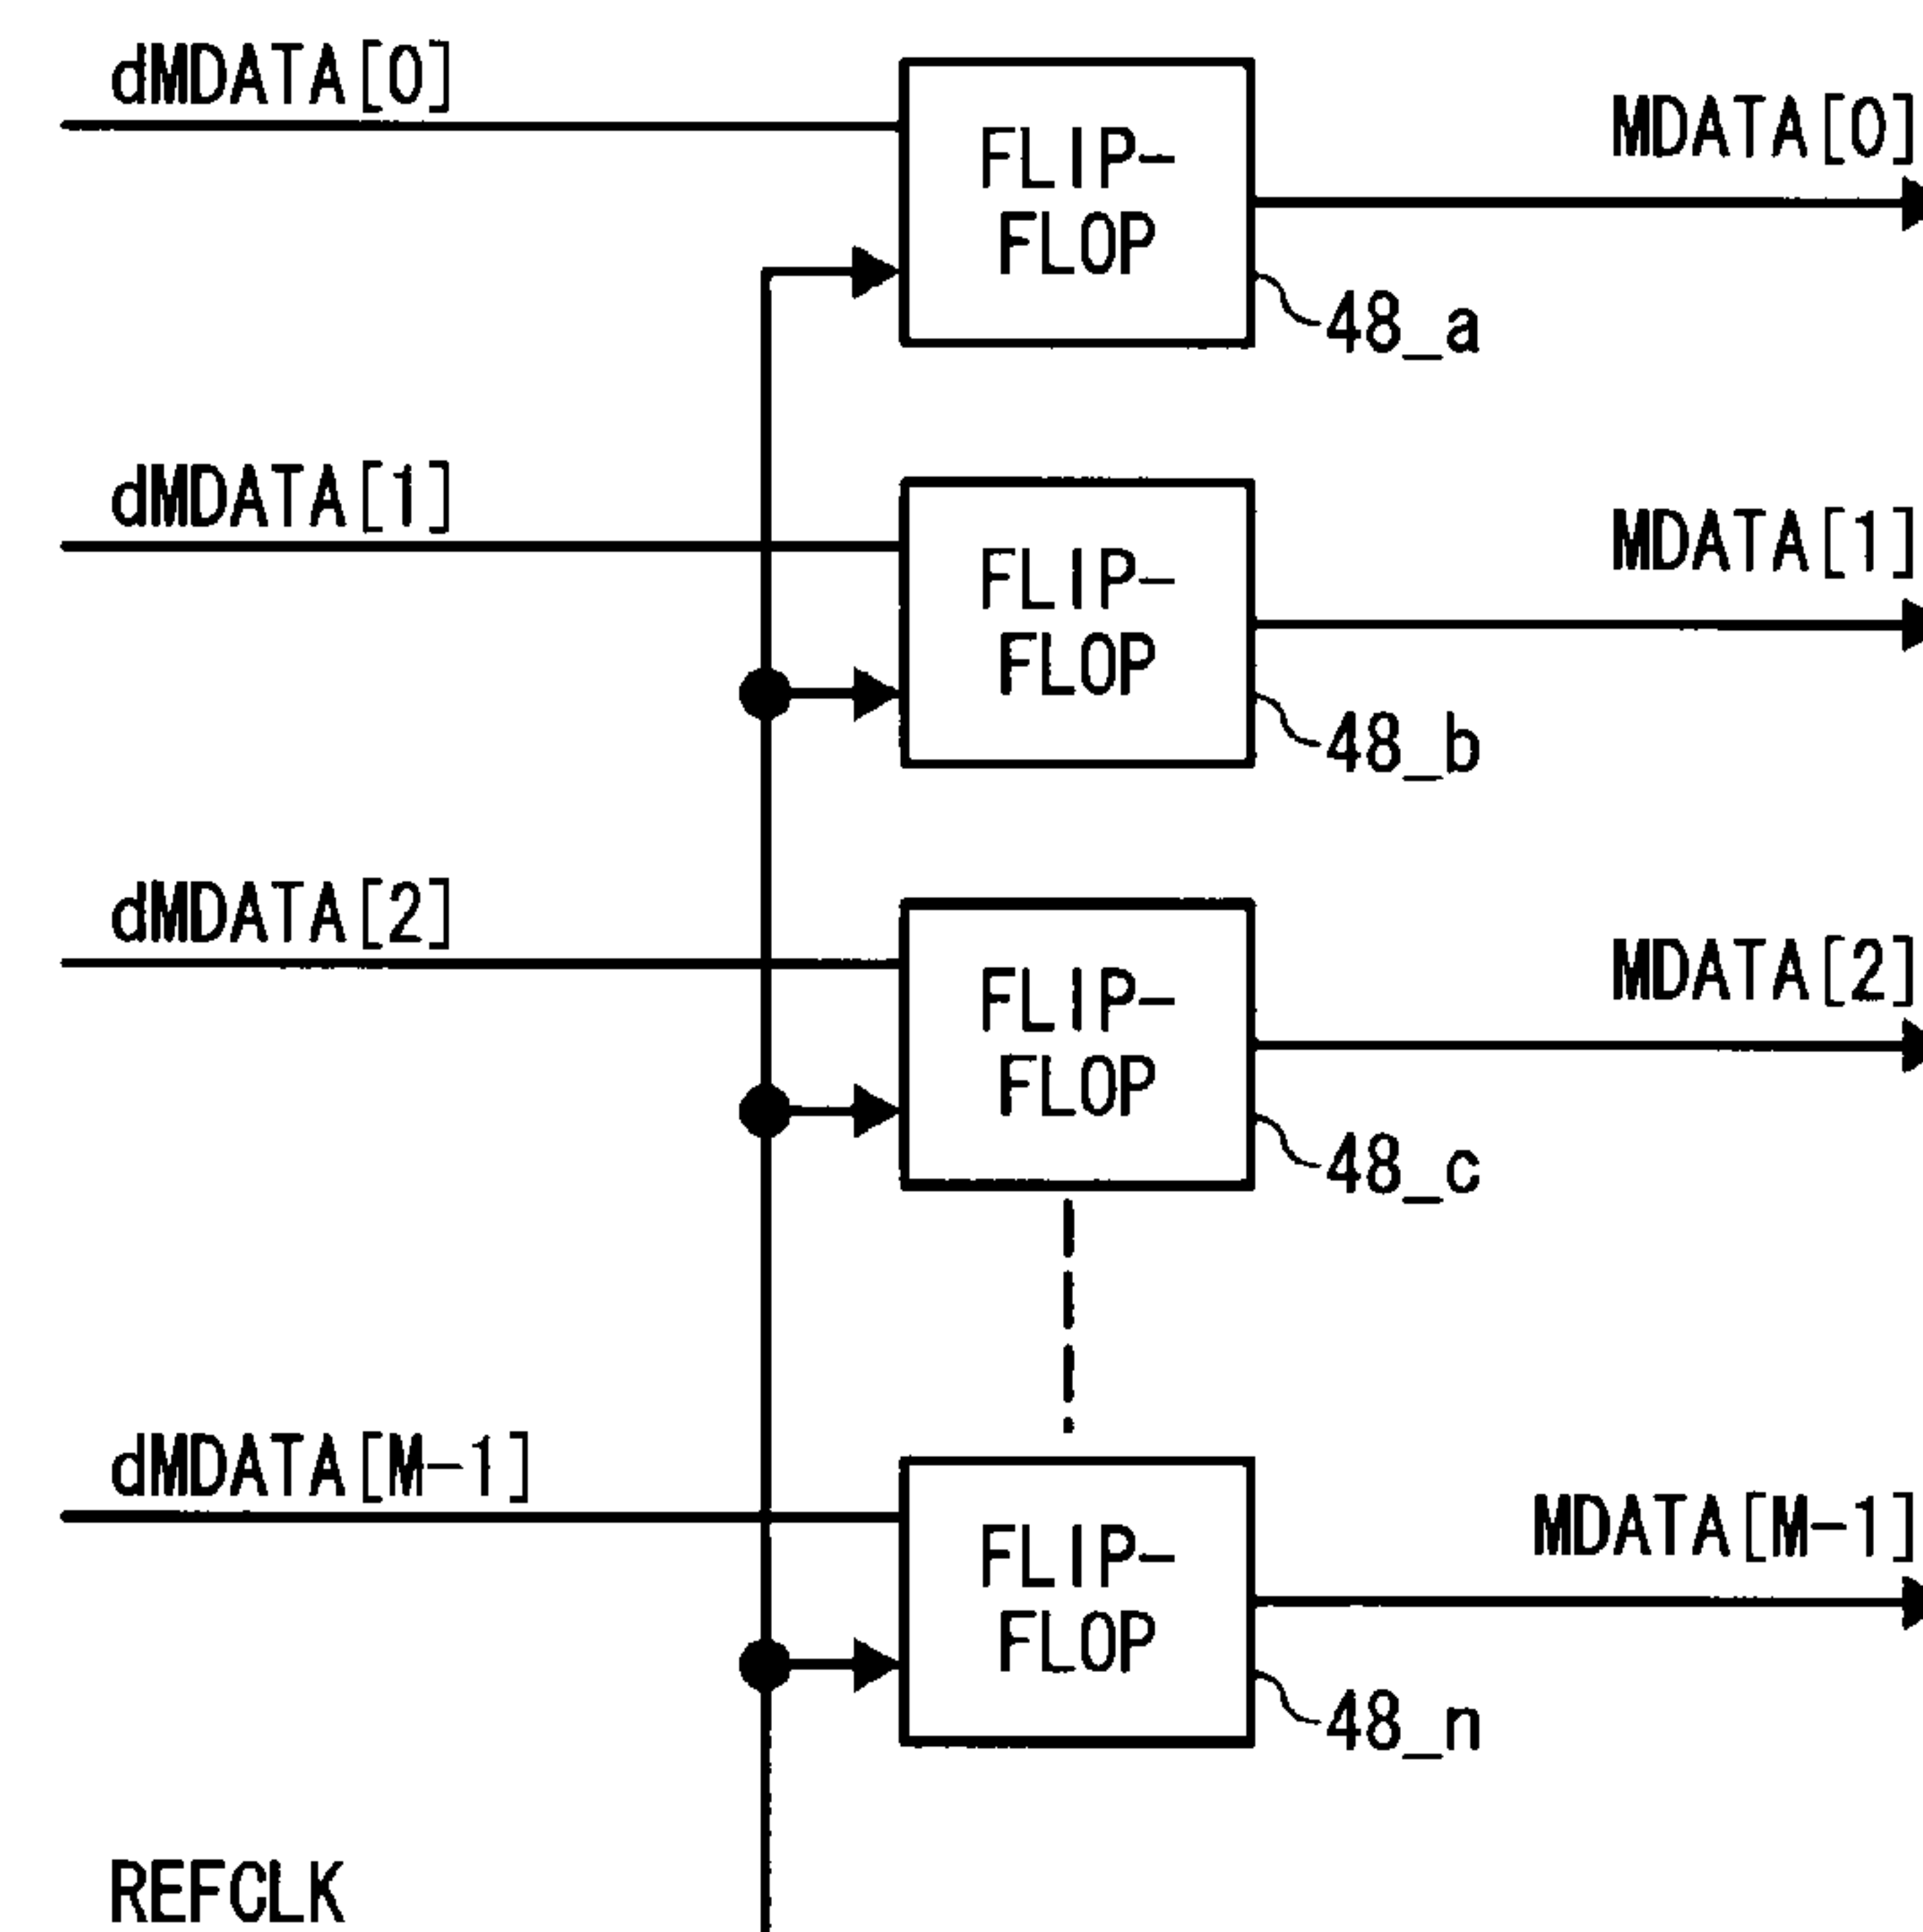 dMDATA[0]
MDATA[0]
FLIP-
FLOP
48_a
dMDATA[1]
MDATA[1]
FLIP-
FLOP
48_b
dMDATA[2]
MDATA[2]
FLIP-
FLOP
48_c
dMDATA[M-1]
MDATA[M-1]
FLIP-
FLOP
48_n
REFCLK